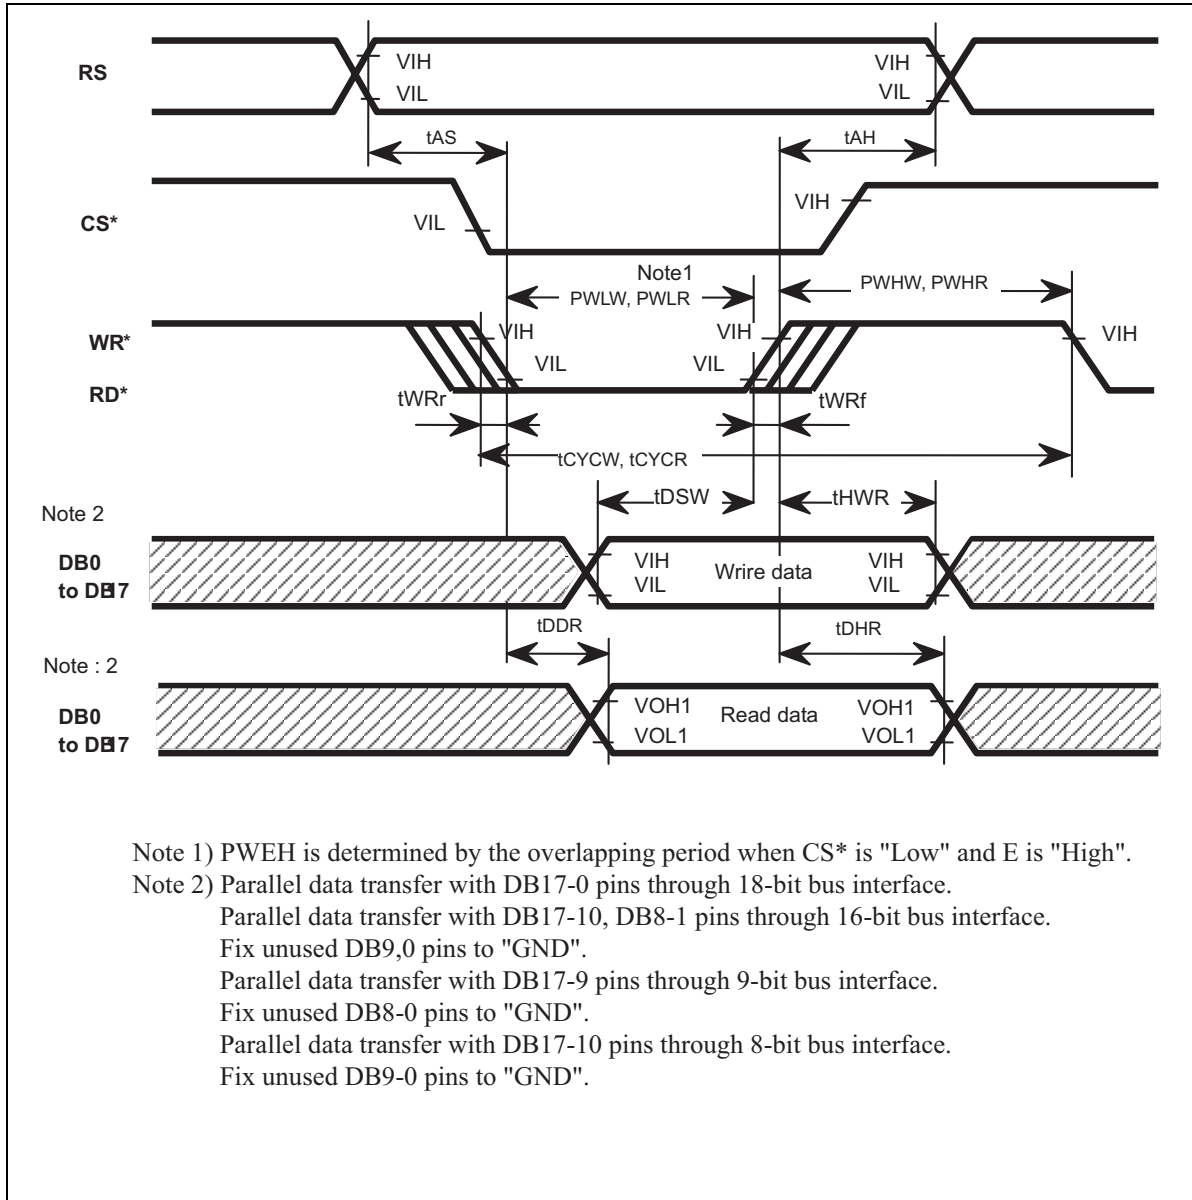 RS
VIH
VIH
VIL
VIL
tAS
tAH
CS*
VIL
VIH
Note1
PWLW, PWLR
PWHW, PWHR
WR*
VIH
VIH
VIH
VIL
VIL
RD*
tWRr
tWRf
tCYCW, tCYCR
tDSW
tHWR
Note 2
DB0
to DB17
VIH
VIL
Wrire data
VIH
VIL
tDDR
tDHR
Note : 2
DB0
to DB17
VOH1
VOL1
Read data
VOH1
VOL1
Note 1) PWEH is determined by the overlapping period when CS* is "Low" and E is "High".
Note 2) Parallel data transfer with DB17-0 pins through 18-bit bus interface.
Parallel data transfer with DB17-10, DB8-1 pins through 16-bit bus interface.
Fix unused DB9,0 pins to "GND".
Parallel data transfer with DB17-9 pins through 9-bit bus interface.
Fix unused DB8-0 pins to "GND".
Parallel data transfer with DB17-10 pins through 8-bit bus interface.
Fix unused DB9-0 pins to "GND".